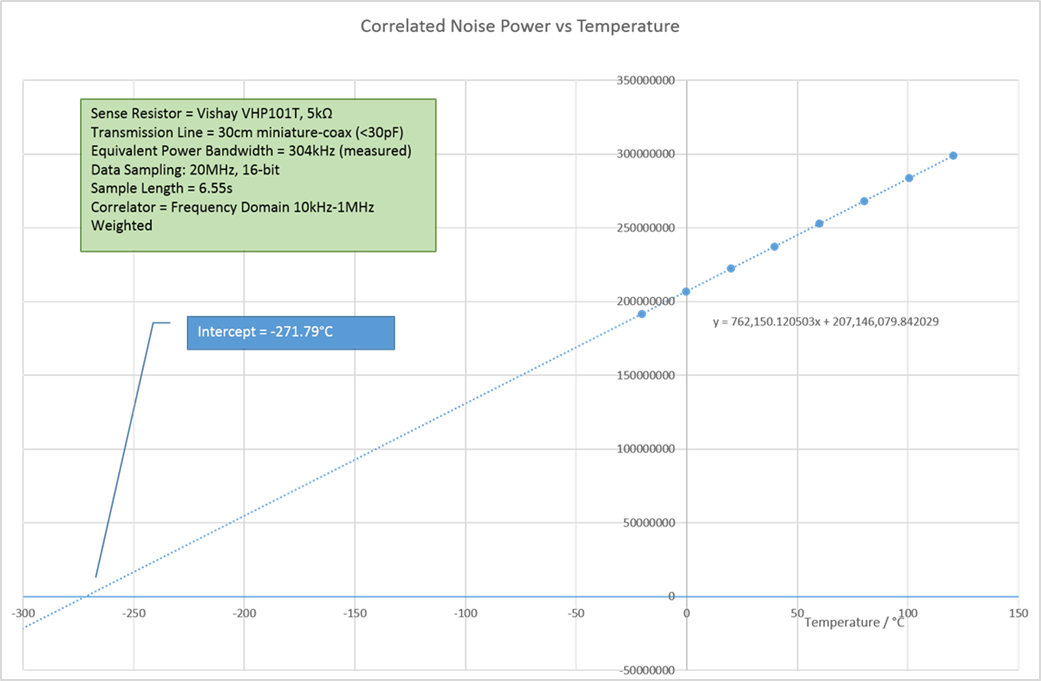 Correlated Noise Power vs Temperature
350000000
Sense Resistor = Vishay VHP101T, 5kΩ
Transmission Line = 30cm miniature-coax (<30pF)
Equivalent Power Bandwidth = 304kHz (measured)
Data Sampling: 20MHz, 16-bit
Sample Length = 6.55s
Correlator = Frequency Domain 10kHz-1MHz
Weighted
300000000
250000000
200000000
Intercept = -271.79°C
y = 762,150.120503x + 207,146,079.842029
150000000
100000000
50000000
0
-300 -250 -200 -150 -100 -50 0 50 100 150
Temperature / °C
-50000000